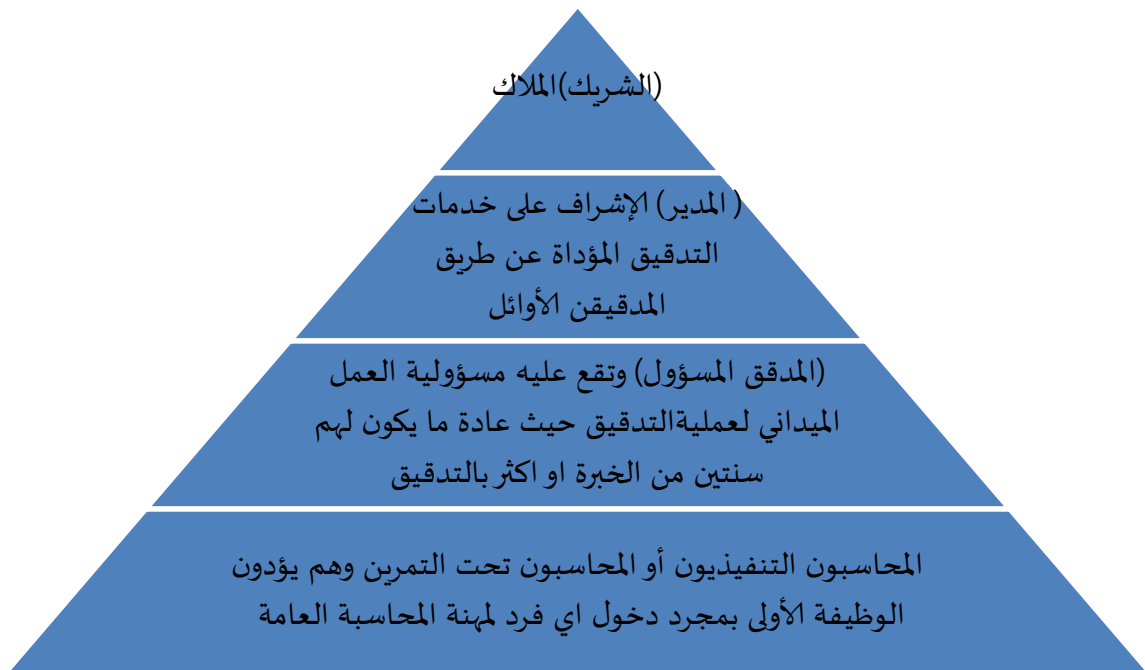 (الشريك)الملاك
( المدير) الإشراف على خدمات
التدقيق المؤداة عن طريق
المدقيقن الأوائل
(المدقق المسؤول) وتقع عليه مسؤولية العمل
الميداني لعمليةالتدقيق حيث عادة ما يكون لهم
سنتين من الخبرة او اكثر بالتدقيق
المحاسبون التنفيذيون أو المحاسبون تحت التمرين وهم يؤدون
الوظيفة الأولى بمجرد دخول اي فرد لمهنة المحاسبة العامة